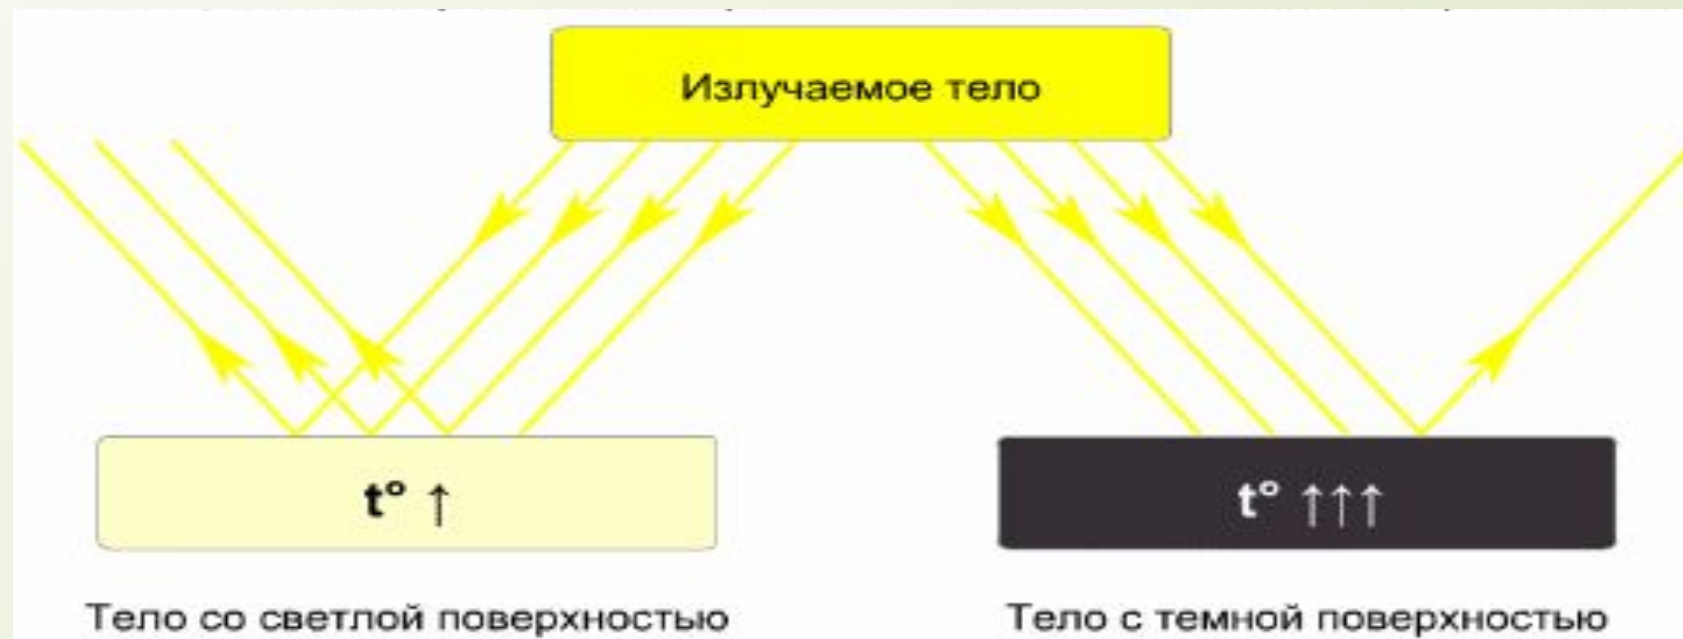 Излучаемое тело
t° ↑
t° ↑↑↑
Тело со светлой поверхностью
Тело с темной поверхностью